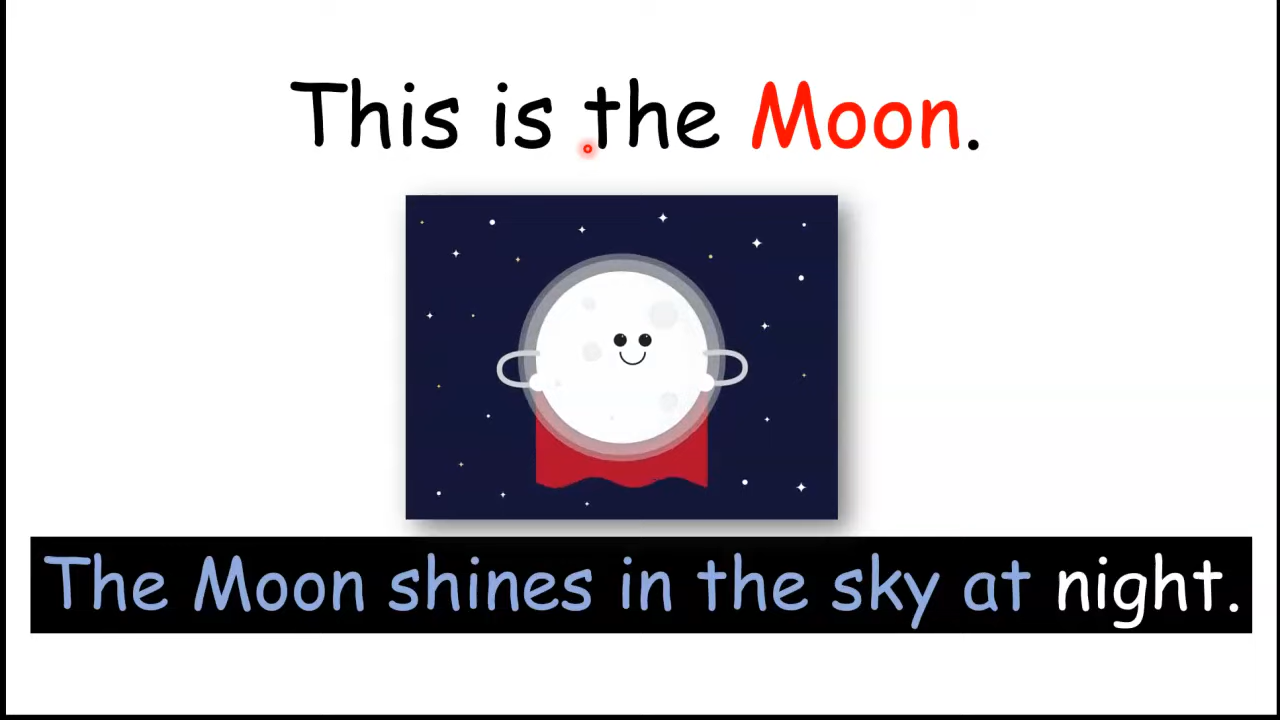 This is the Moon.
The Moon shines in the sky at night.